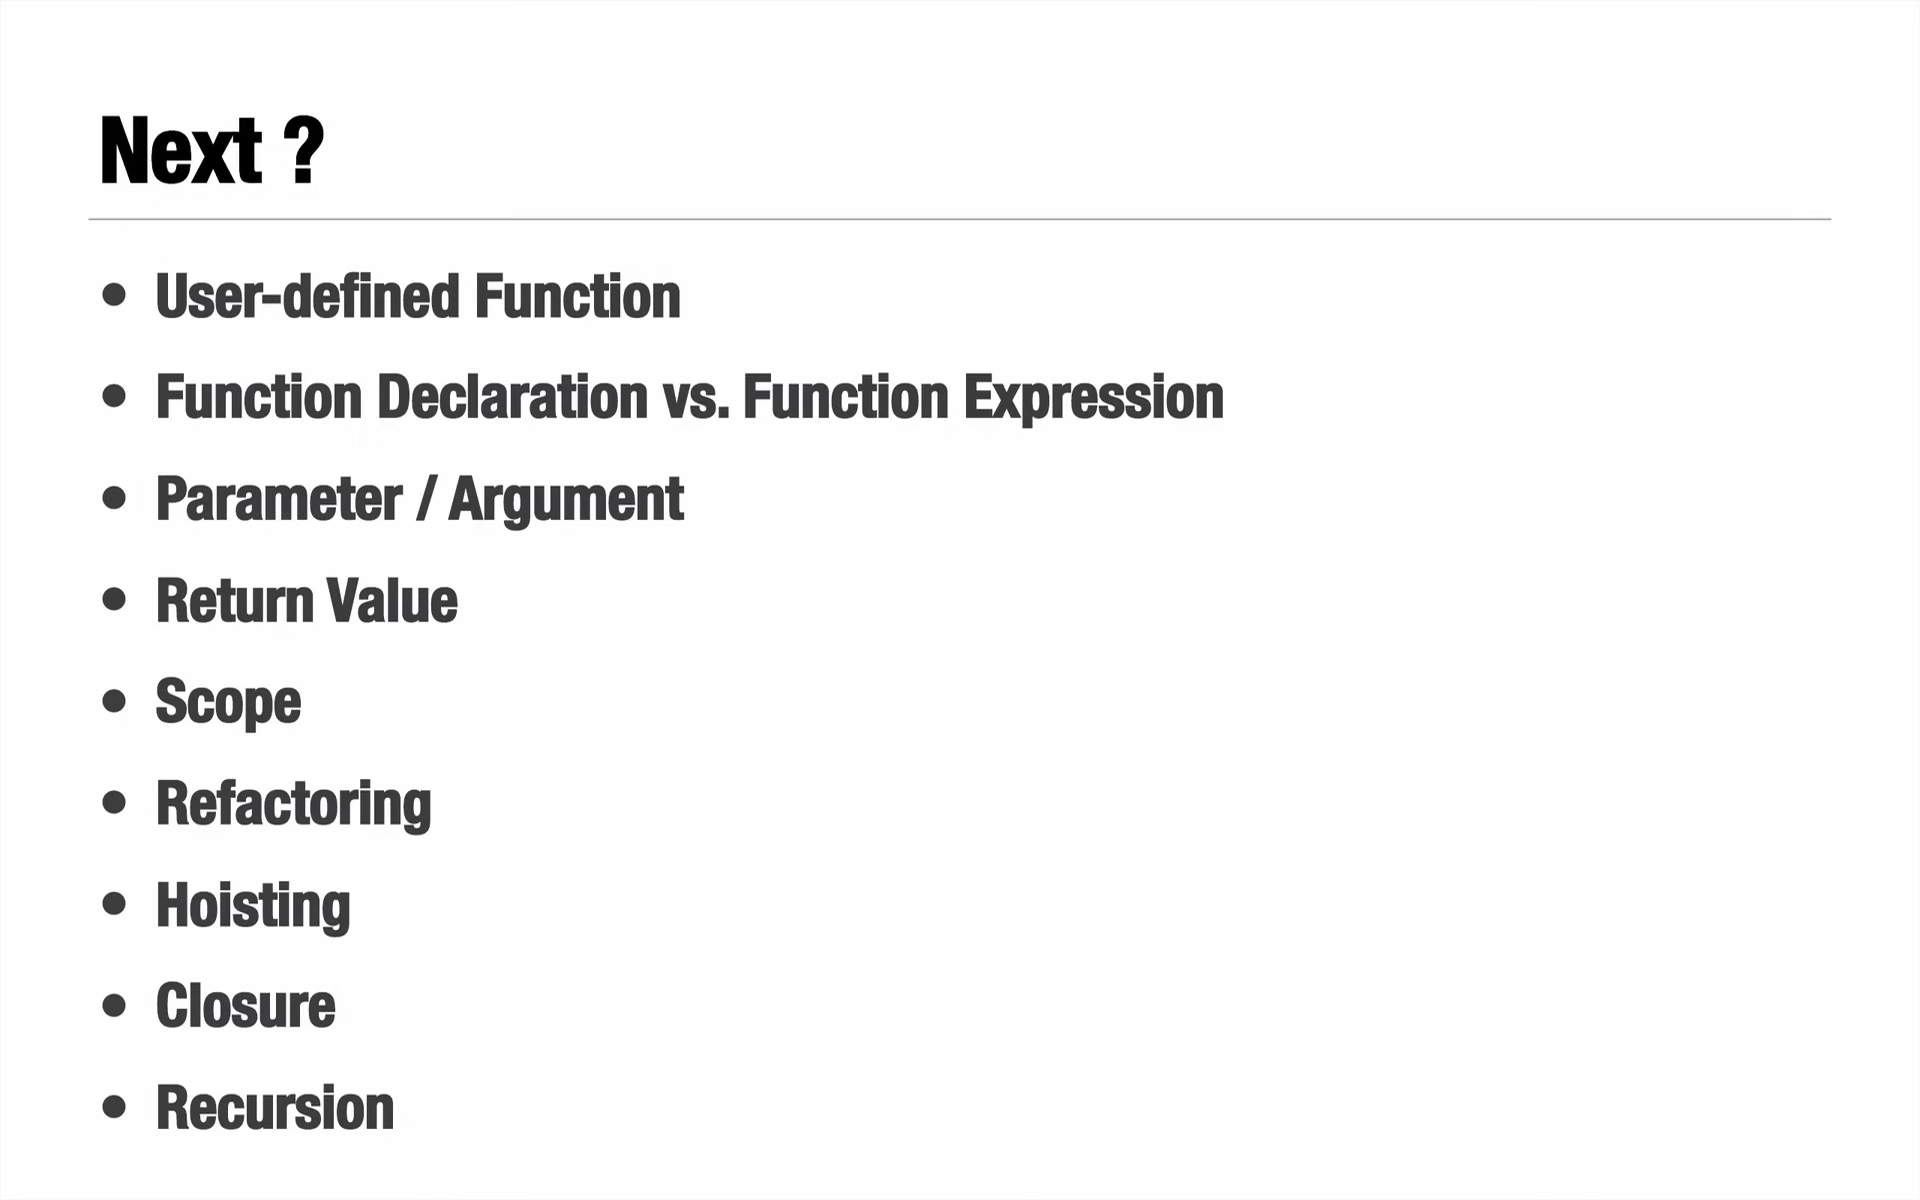 Next ?
• User-defined Function
• Function Declaration vs. Function Expression
• Parameter / Argument
• Return Value
• Scope
• Refactoring
• Hoisting
• Closure
• Recursion